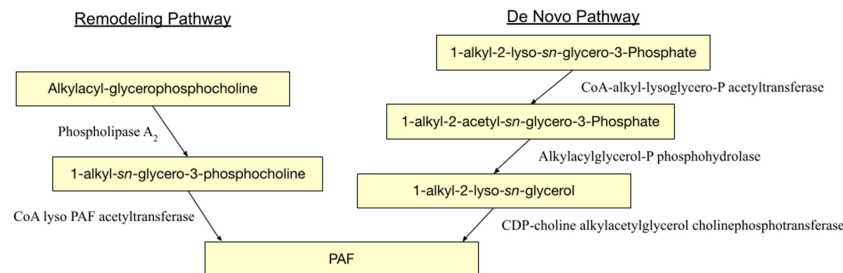 Remodeling Pathway
Alkylacyl-glycerophosphocholine
Phospholipase A2
1-alkyl-sn-glycero-3-phosphocholine
CoA lyso PAF acetyltransferase
De Novo Pathway
1-alkyl-2-lyso-sn-glycero-3-Phosphate
CoA-alkyl-lysoglycero-P acetyltransferase
1-alkyl-2-acetyl-sn-glycero-3-Phosphate
Alkylacylglycerol-P phosphohydrolase
1-alkyl-2-lyso-sn-glycerol
CDP-choline alkylacetylglycerol cholinephosphotransferase
PAF